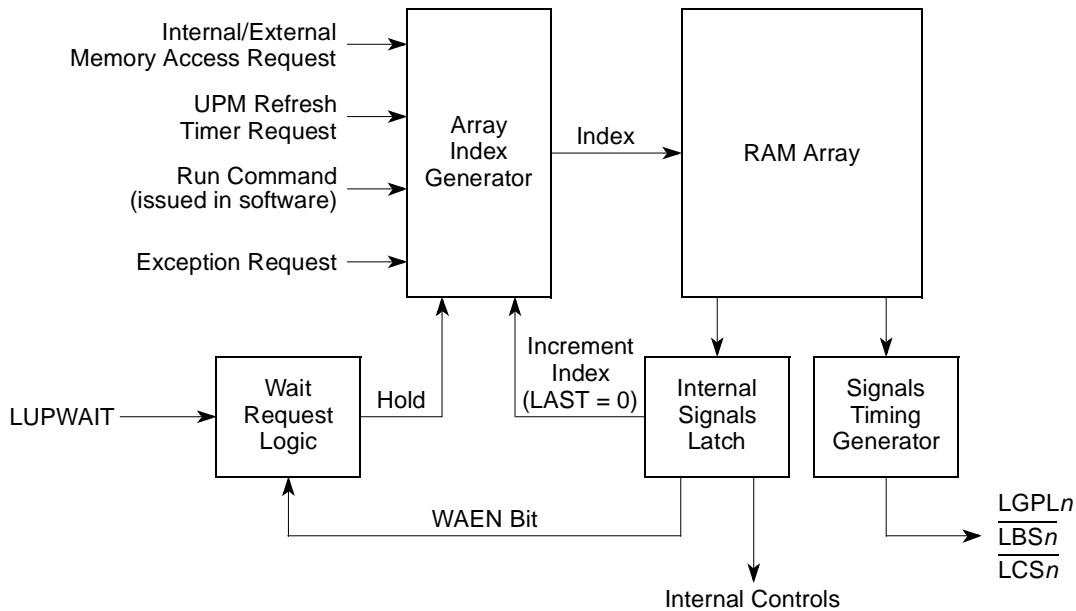 Internal/External
Memory Access Request
UPM Refresh
Timer Request
Run Command
(issued in software)
Exception Request
Array
Index
Generator
Index
RAM Array
LUPWAIT
Wait
Request
Logic
Hold
Increment
Index
(LAST = 0)
Internal
Signals
Latch
Signals
Timing
Generator
WAEN Bit
Internal Controls
LGPLn
LBSn
LCSn